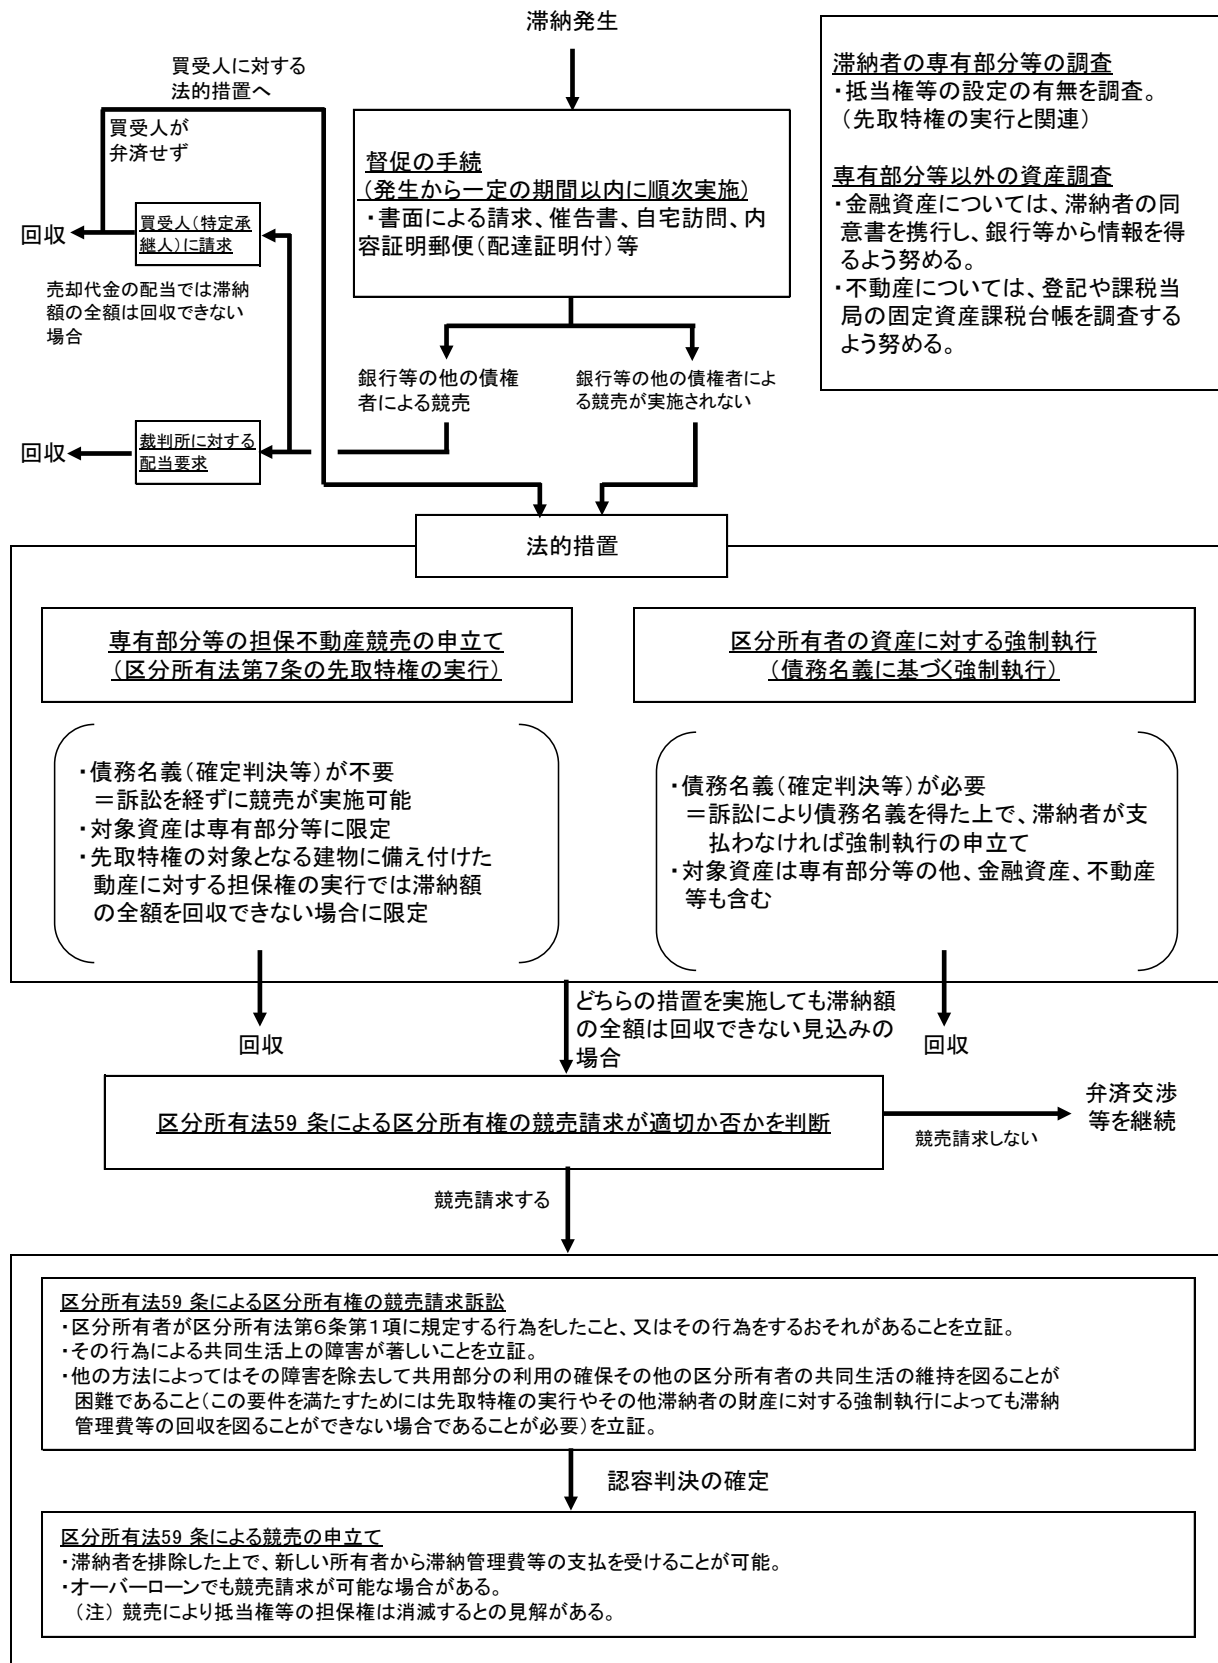 滞納発生
買受人に対する
法的措置へ
買受人が
弁済せず
回収
買受人（特定承
継人）に請求
売却代金の配当では滞納
額の全額は回収できない
場合
回収
裁判所に対する
配当要求
督促の手続
（発生から一定の期間以内に順次実施）
・書面による請求、催告書、自宅訪問、内
容証明郵便（配達証明付）等
銀行等の他の債権
者による競売
銀行等の他の債権者によ
る競売が実施されない
滞納者の専有部分等の調査
・抵当権等の設定の有無を調査。
（先取特権の実行と関連）
専有部分等以外の資産調査
・金融資産については、滞納者の同
意書を携行し、銀行等から情報を得
るよう努める。
・不動産については、登記や課税当
局の固定資産課税台帳を調査する
よう努める。
法的措置
専有部分等の担保不動産競売の申立て
（区分所有法第７条の先取特権の実行）
・債務名義（確定判決等）が不要
＝訴訟を経ずに競売が実施可能
・対象資産は専有部分等に限定
・先取特権の対象となる建物に備え付けた
動産に対する担保権の実行では滞納額
の全額を回収できない場合に限定
区分所有者の資産に対する強制執行
（債務名義に基づく強制執行）
・債務名義（確定判決等）が必要
＝訴訟により債務名義を得た上で、滞納者が支
払わなければ強制執行の申立て
・対象資産は専有部分等の他、金融資産、不動産
等も含む
回収
どちらの措置を実施しても滞納額
の全額は回収できない見込みの
場合
回収
区分所有法59 条による区分所有権の競売請求が適切か否かを判断
競売請求しない
弁済交渉
等を継続
競売請求する
区分所有法59 条による区分所有権の競売請求訴訟
・区分所有者が区分所有法第６条第１項に規定する行為をしたこと、又はその行為をするおそれがあることを立証。
・その行為による共同生活上の障害が著しいことを立証。
・他の方法によってはその障害を除去して共用部分の利用の確保その他の区分所有者の共同生活の維持を図ることが
困難であること（この要件を満たすためには先取特権の実行やその他滞納者の財産に対する強制執行によっても滞納
管理費等の回収を図ることができない場合であることが必要）を立証。
認容判決の確定
区分所有法59 条による競売の申立て
・滞納者を排除した上で、新しい所有者から滞納管理費等の支払を受けることが可能。
・オーバーローンでも競売請求が可能な場合がある。
（注） 競売により抵当権等の担保権は消滅するとの見解がある。